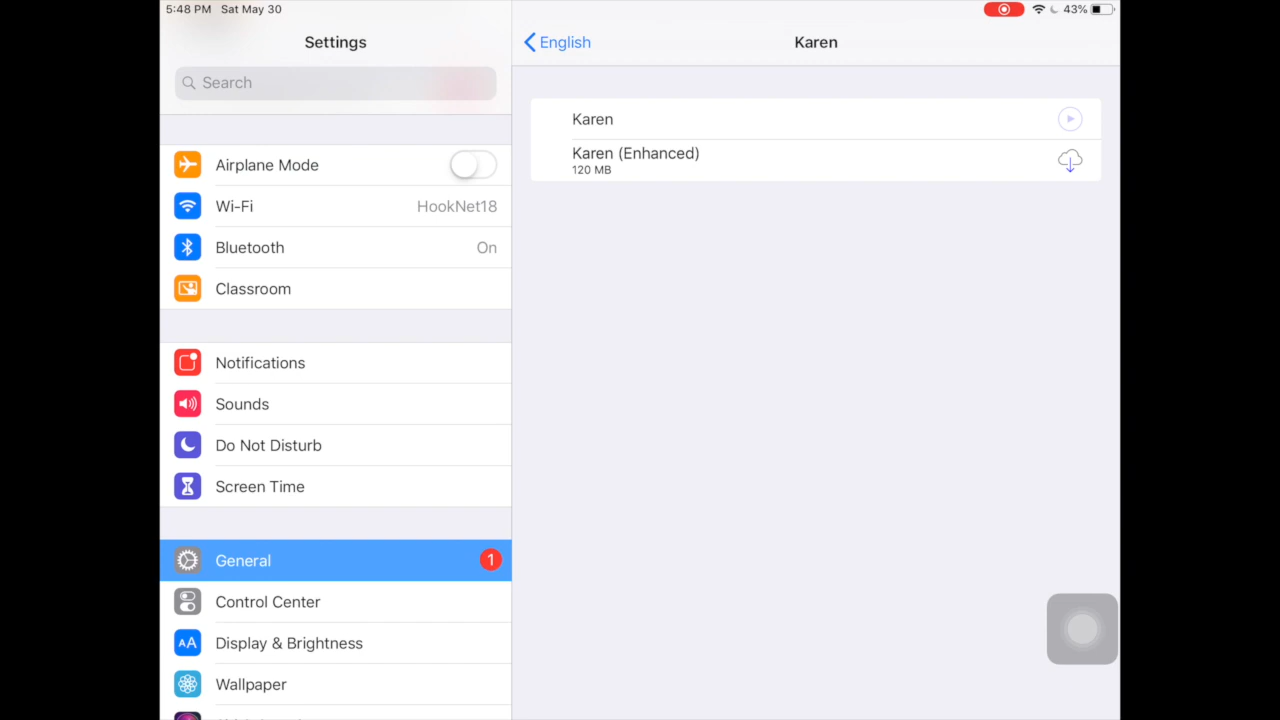 5:48 PM Sat May 30
43%
Settings
Search
Airplane Mode
Wi-Fi HookNet18
Bluetooth On
Classroom
Notifications
Sounds
Do Not Disturb
Screen Time
General 1
Control Center
AA Display & Brightness
Wallpaper
English
Karen
Karen
Karen (Enhanced)
120 MB